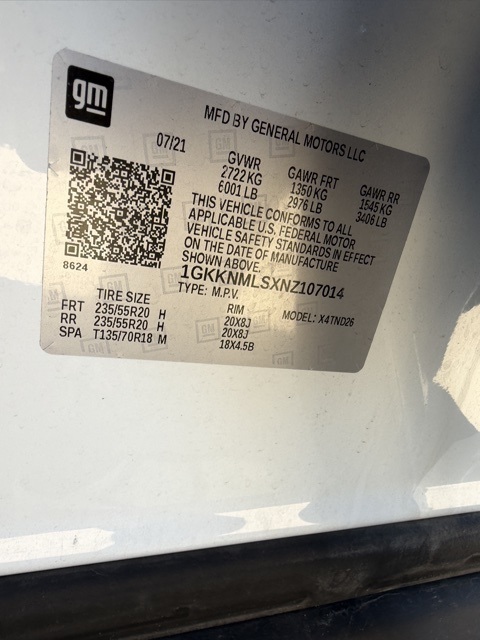 gm
MFD BY GENERAL MOTORS LLC
07/21
GVWR GAWR FRT GAWR RR
2722 KG 1350 KG 1545 KG
6001 LB 2976 LB 3406 LB
THIS VEHICLE CONFORMS TO ALL
APPLICABLE U.S. FEDERAL MOTOR
VEHICLE SAFETY STANDARDS IN EFFECT
ON THE DATE OF MANUFACTURE
SHOWN ABOVE.
8624
1GKKNMLSXNZ107014
TYPE: M.P.V. MODEL: X4TND26
TIRE SIZE RIM
FRT 235/55R20 H 20X8J
RR 235/55R20 H 20X8J
SPA T135/70R18 M 18X4.5B